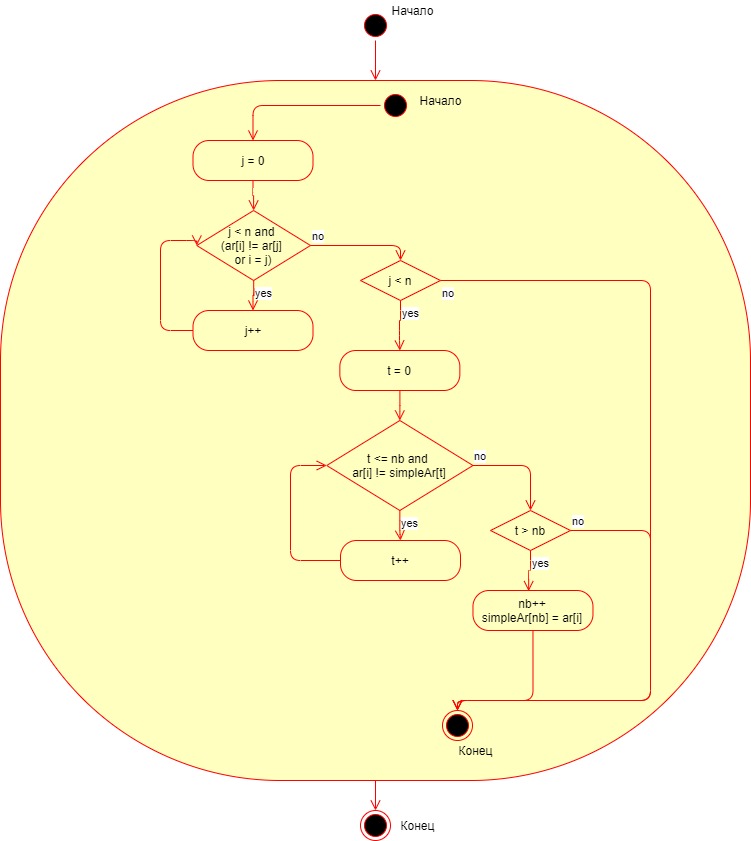 Начало
Начало
j = 0
j < n and
(ar[i] != ar[j]
or i = j)
no
yes
j++
j < n
no
yes
t = 0
t <= nb and
ar[i] != simpleAr[t]
no
yes
t++
t > nb
no
yes
nb++
simpleAr[nb] = ar[i]
Конец
Конец